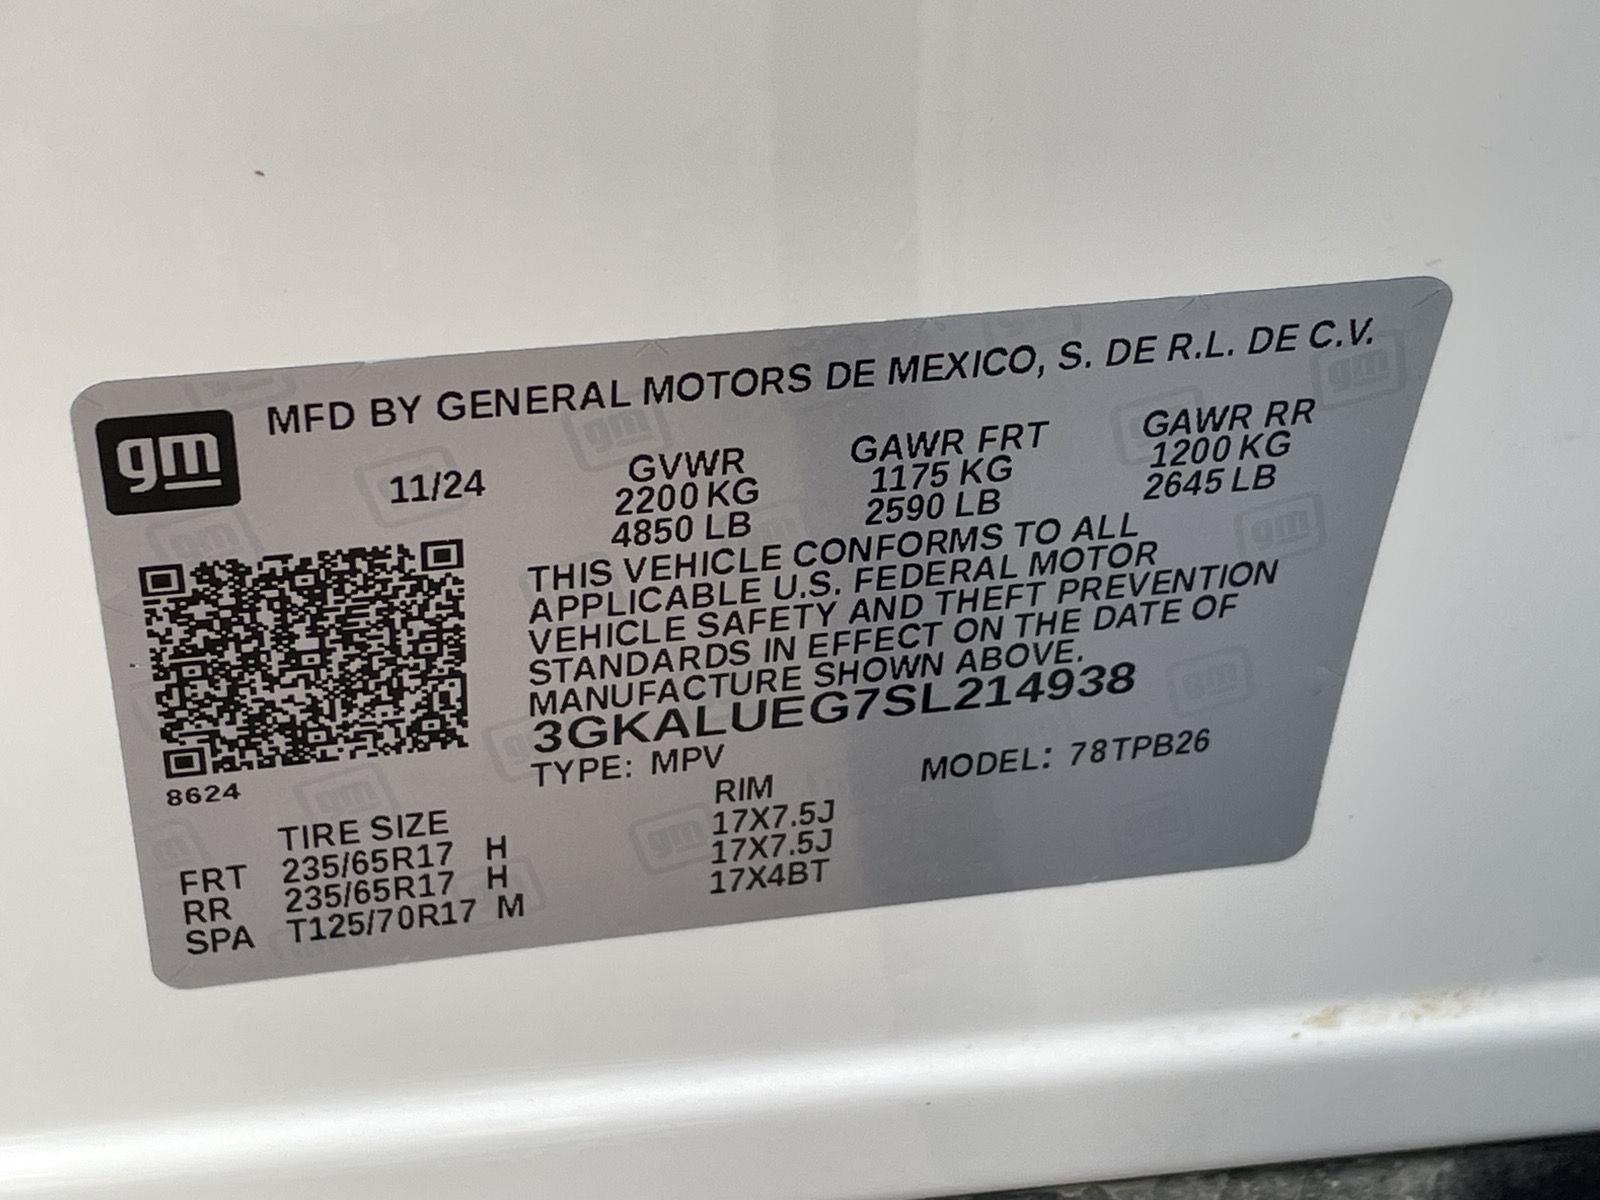 MFD BY GENERAL MOTORS DE MEXICO, S. DE R.L. DE C.V.
gm
11/24
GVWR GAWR FRT GAWR RR
2200 KG 1175 KG 1200 KG
4850 LB 2590 LB 2645 LB
THIS VEHICLE CONFORMS TO ALL
APPLICABLE U.S. FEDERAL MOTOR
VEHICLE SAFETY AND THEFT PREVENTION
STANDARDS IN EFFECT ON THE DATE OF
MANUFACTURE SHOWN ABOVE.
3GKALUEG7SL214938
TYPE: MPV MODEL: 78TPB26
8624
TIRE SIZE RIM
FRT 235/65R17 H 17X7.5J
RR 235/65R17 H 17X7.5J
SPA T125/70R17 M 17X4BT